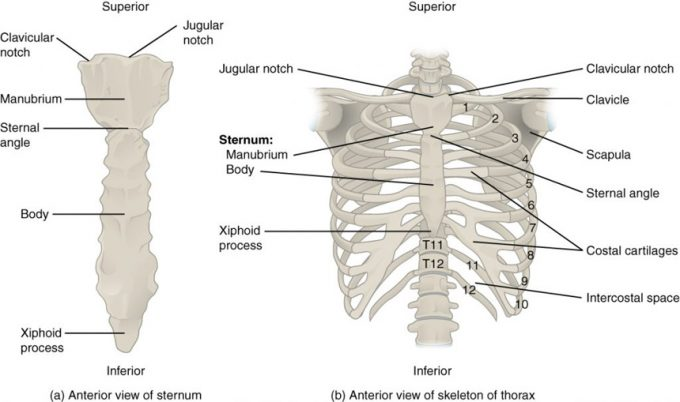 Superior
Clavicular
notch
Jugular
notch
Manubrium
Sternal
angle
Body
Xiphoid
process
Inferior
(a) Anterior view of sternum
Superior
Jugular notch
Clavicular notch
Clavicle
Sternum:
Manubrium
Body
Scapula
Sternal angle
Xiphoid
process
Costal cartilages
Intercostal space
1
2
3
4
5
6
7
8
9
10
11
12
T11
T12
Inferior
(b) Anterior view of skeleton of thorax